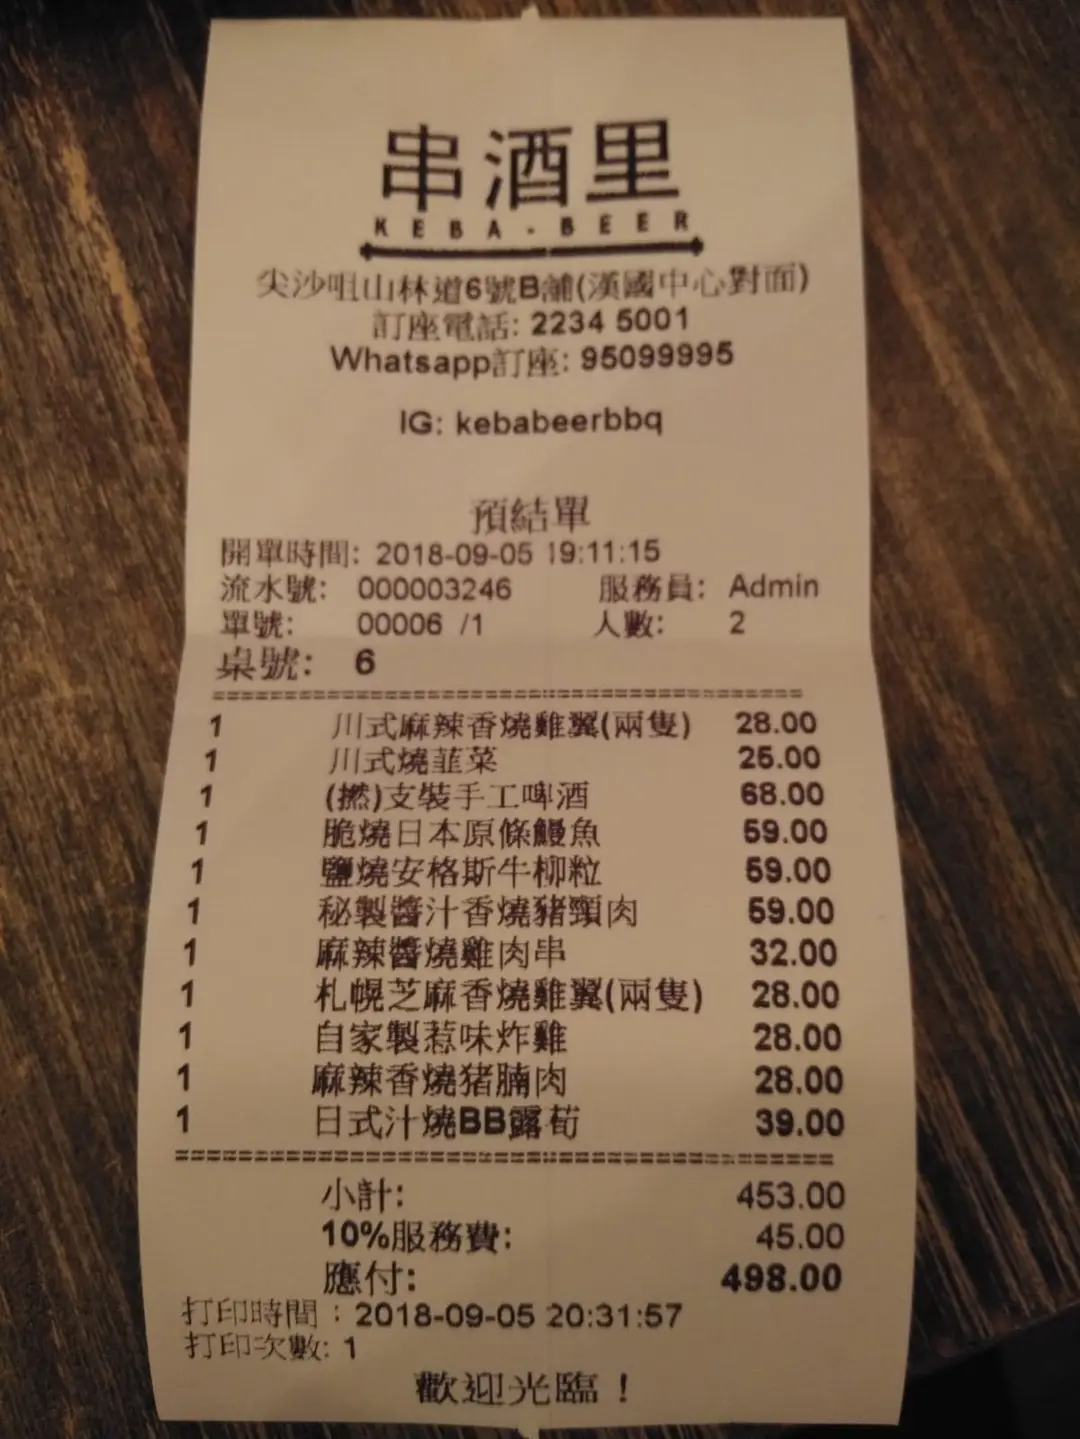 串酒里
KEBA-BEER
尖沙咀山林道6號B舖(漢國中心對面)
訂座電話: 2234 5001
Whatsapp訂座: 95099995
IG: kebabeerbbq
預結單
開單時間: 2018-09-05 19:11:15
流水號: 000003246 服務員: Admin
單號: 00006 /1 人數: 2
桌號: 6
1 川式麻辣香燒雞翼(兩隻) 28.00
1 川式燒韮菜 25.00
1 (撚)支裝手工啤酒 68.00
1 脆燒日本原條鰻魚 59.00
1 鹽燒安格斯牛柳粒 59.00
1 秘製醬汁香燒豬頸肉 59.00
1 麻辣醬燒雞肉串 32.00
1 札幌芝麻香燒雞翼(兩隻) 28.00
1 自家製惹味炸雞 28.00
1 麻辣香燒猪腩肉 28.00
1 日式汁燒BB露荀 39.00
小計: 453.00
10%服務費: 45.00
應付: 498.00
打印時間：2018-09-05 20:31:57
打印次數: 1
歡迎光臨！